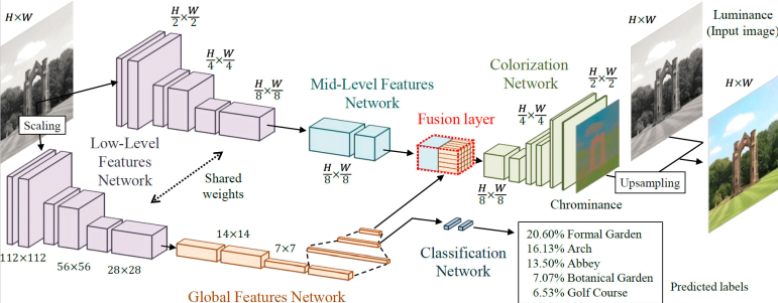 H×W
Scaling
H/2 × W/2
H/4 × W/4
H/8 × W/8
Low-Level
Features
Network
Shared
weights
112×112
56×56
28×28
14×14
7×7
Global Features Network
Mid-Level Features
Network
H/8 × W/8
Fusion layer
Classification
Network
Colorization
Network
H/8 × W/8
H/4 × W/4
H/2 × W/2
Chrominance
H×W
Luminance
(Input image)
H×W
Upsampling
20.60% Formal Garden
16.13% Arch
13.50% Abbey
7.07% Botanical Garden
6.53% Golf Course
Predicted labels